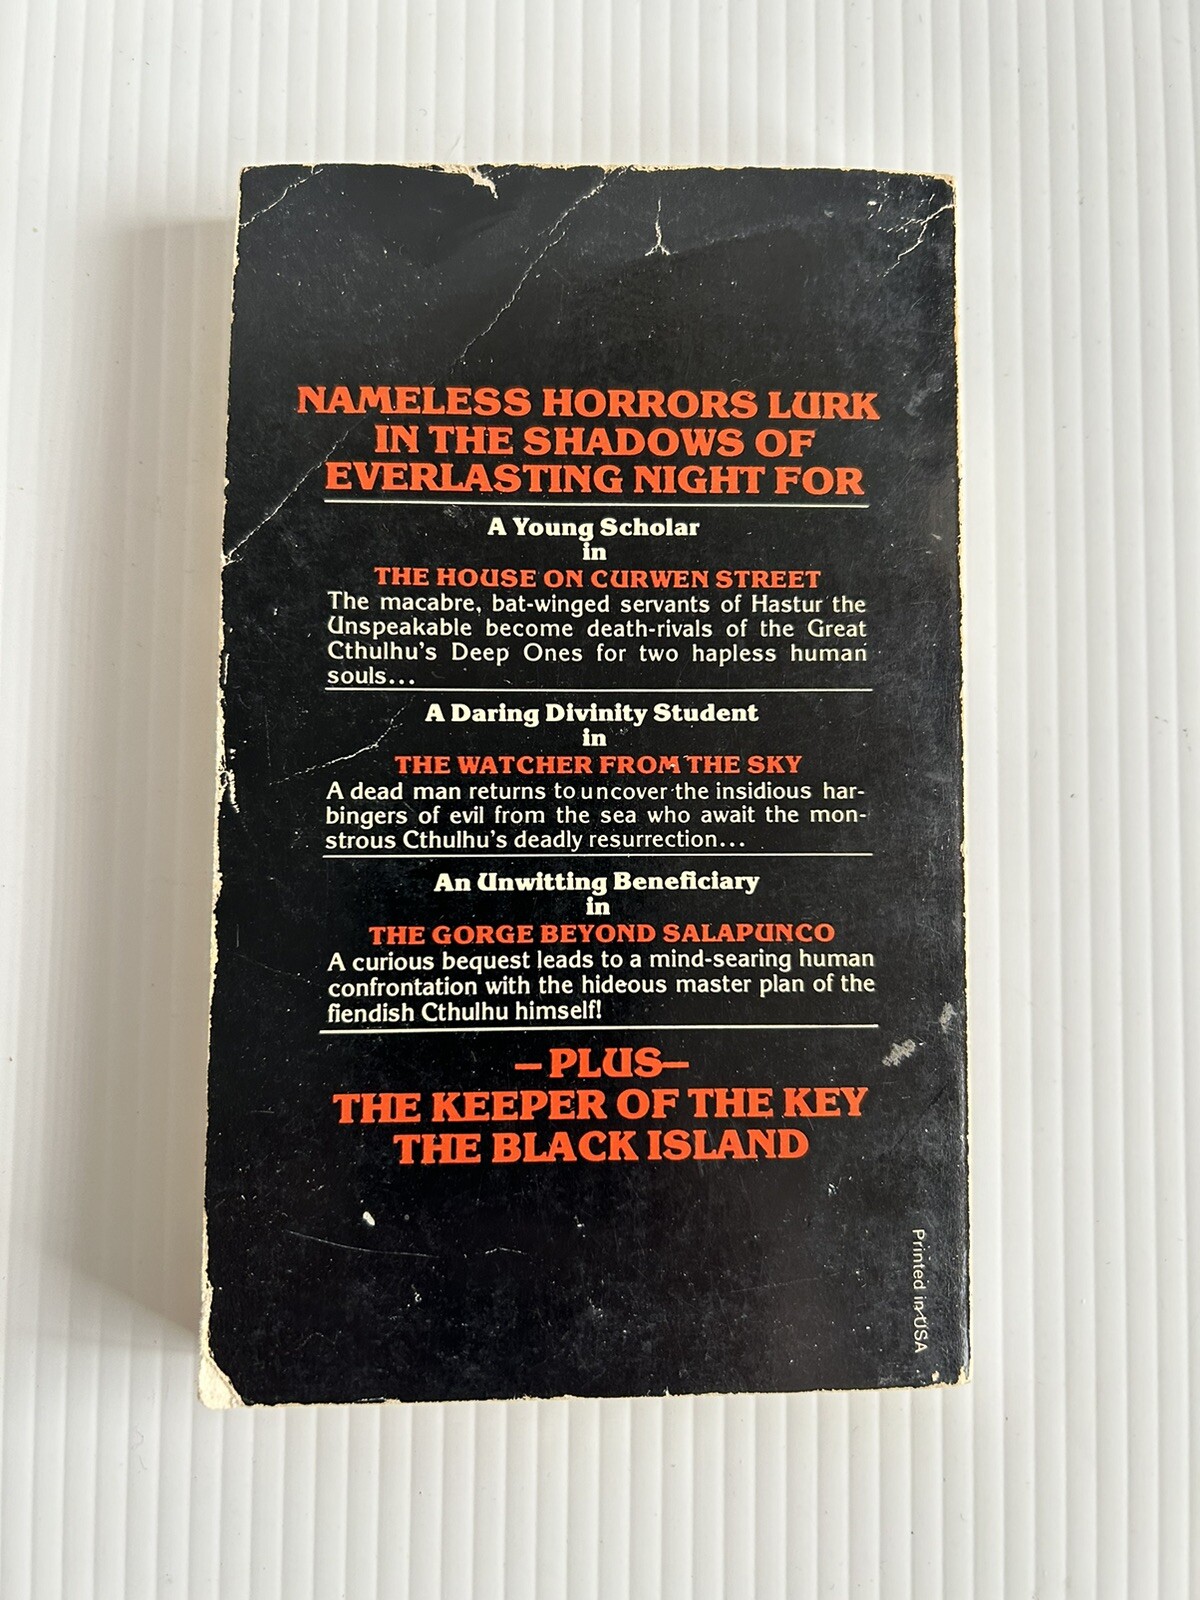 NAMELESS HORRORS LURK
IN THE SHADOWS OF
EVERLASTING NIGHT FOR
A Young Scholar
in
THE HOUSE ON CURWEN STREET
The macabre, bat-winged servants of Hastur the
Unspeakable become death-rivals of the Great
Cthulhu's Deep Ones for two hapless human
souls...
A Daring Divinity Student
in
THE WATCHER FROM THE SKY
A dead man returns to uncover the insidious har-
bingers of evil from the sea who await the mon-
strous Cthulhu's deadly resurrection...
An Unwitting Beneficiary
in
THE GORGE BEYOND SALAPUNCO
A curious bequest leads to a mind-searing human
confrontation with the hideous master plan of the
fiendish Cthulhu himself!
—PLUS—
THE KEEPER OF THE KEY
THE BLACK ISLAND
Printed in USA